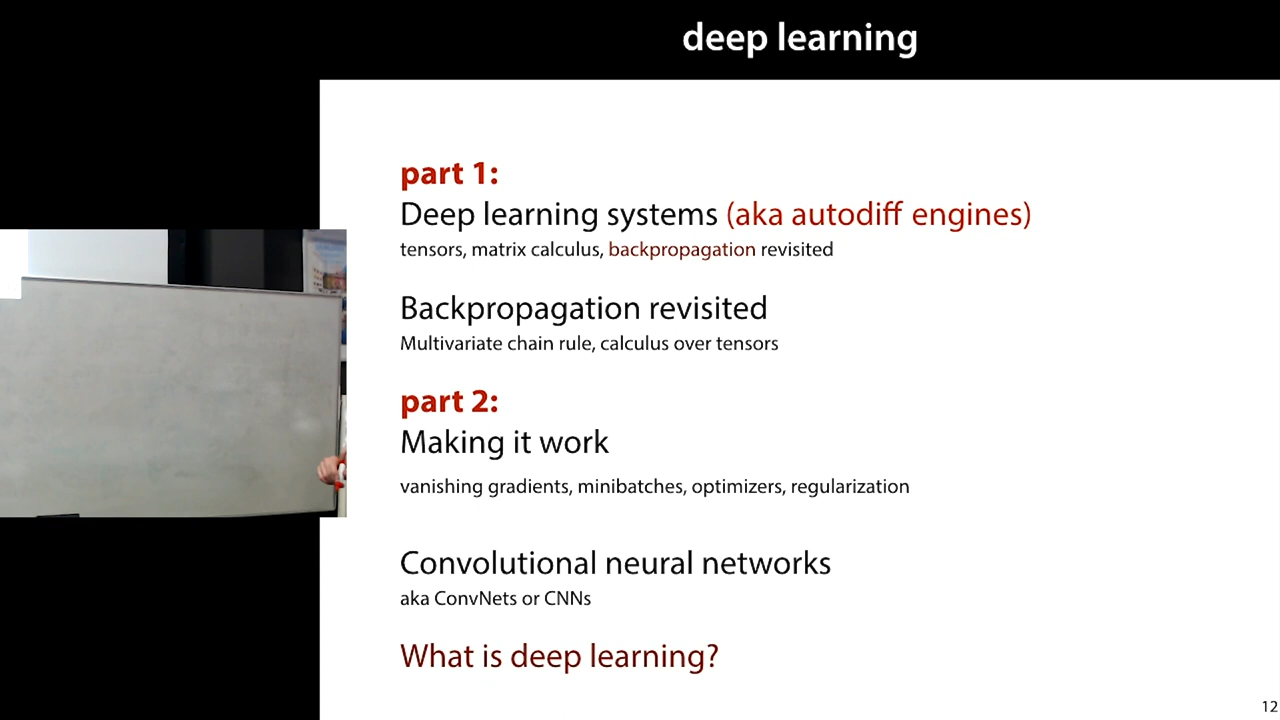 deep learning
part 1:
Deep learning systems (aka autodiff engines)
tensors, matrix calculus, backpropagation revisited
Backpropagation revisited
Multivariate chain rule, calculus over tensors
part 2:
Making it work
vanishing gradients, minibatches, optimizers, regularization
Convolutional neural networks
aka ConvNets or CNNs
What is deep learning?
12